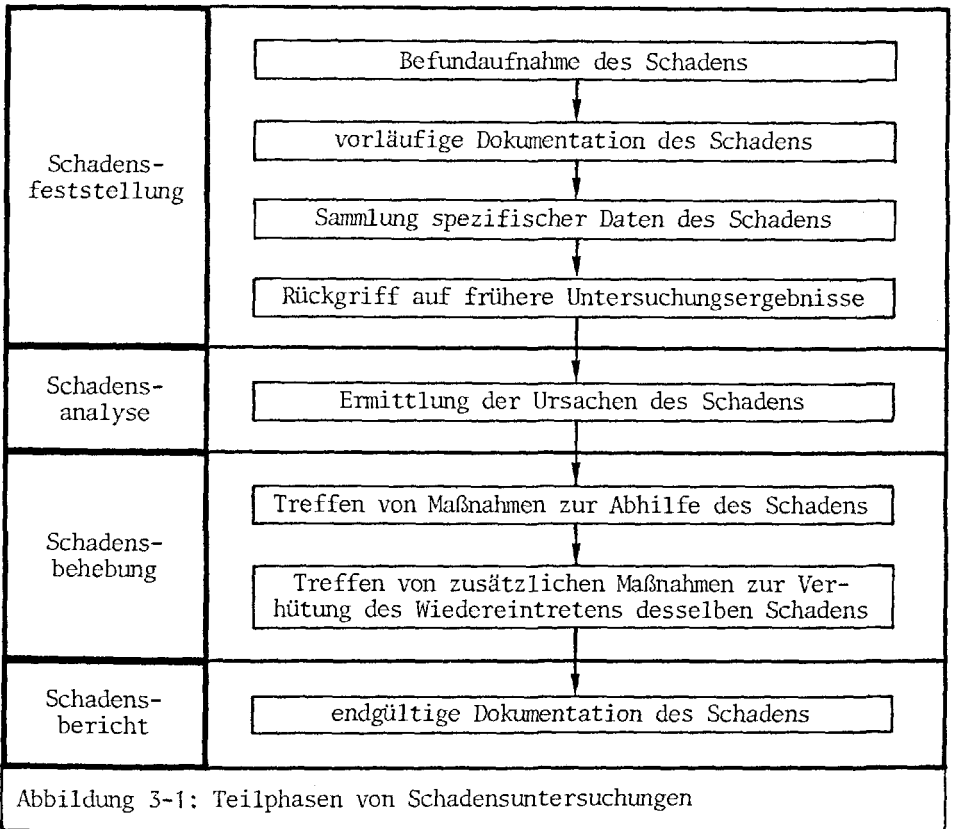 Schadens-
feststellung
Befundaufnahme des Schadens
vorläufige Dokumentation des Schadens
Sammlung spezifischer Daten des Schadens
Rückgriff auf frühere Untersuchungsergebnisse
Schadens-
analyse
Ermittlung der Ursachen des Schadens
Schadens-
behebung
Treffen von Maßnahmen zur Abhilfe des Schadens
Treffen von zusätzlichen Maßnahmen zur Ver-
hütung des Wiedereintretens desselben Schadens
Schadens-
bericht
endgültige Dokumentation des Schadens
Abbildung 3-1: Teilphasen von Schadensuntersuchungen